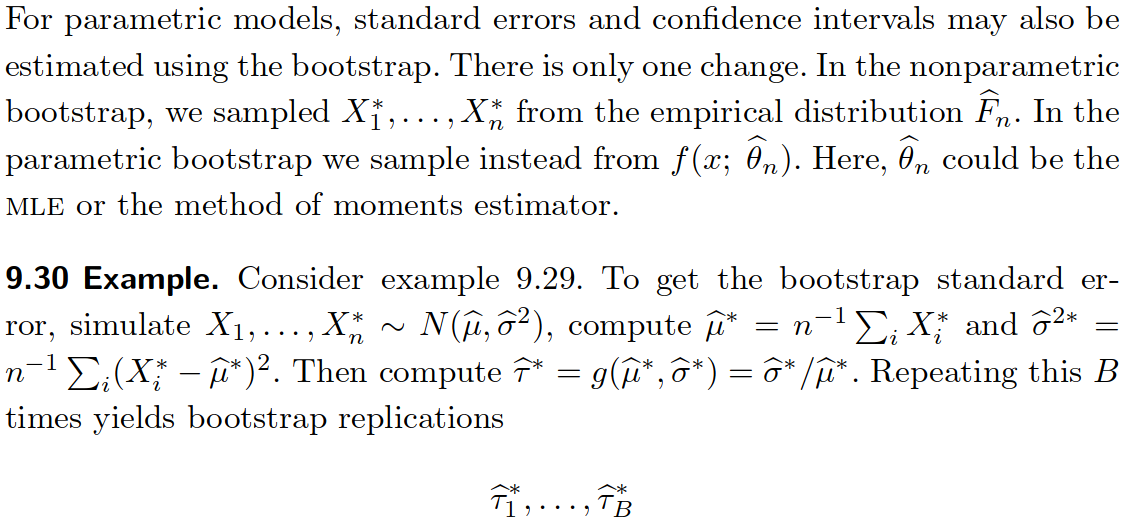 For parametric models, standard errors and confidence intervals may also be
estimated using the bootstrap. There is only one change. In the nonparametric
bootstrap, we sampled $X_1^*, \ldots, X_n^*$ from the empirical distribution $\widehat{F}_n$. In the
parametric bootstrap we sample instead from $f(x;\ \widehat{\theta}_n)$. Here, $\widehat{\theta}_n$ could be the
MLE or the method of moments estimator.
9.30 Example. Consider example 9.29. To get the bootstrap standard er-
ror, simulate $X_1, \ldots, X_n^* \sim N(\widehat{\mu}, \widehat{\sigma}^2)$, compute $\widehat{\mu}^* = n^{-1} \sum_i X_i^*$ and $\widehat{\sigma}^{2*} =$
$n^{-1} \sum_i (X_i^* - \widehat{\mu}^*)^2$. Then compute $\widehat{\tau}^* = g(\widehat{\mu}^*, \widehat{\sigma}^*) = \widehat{\sigma}^*/\widehat{\mu}^*$. Repeating this $B$
times yields bootstrap replications
$\widehat{\tau}_1^*, \ldots, \widehat{\tau}_B^*$